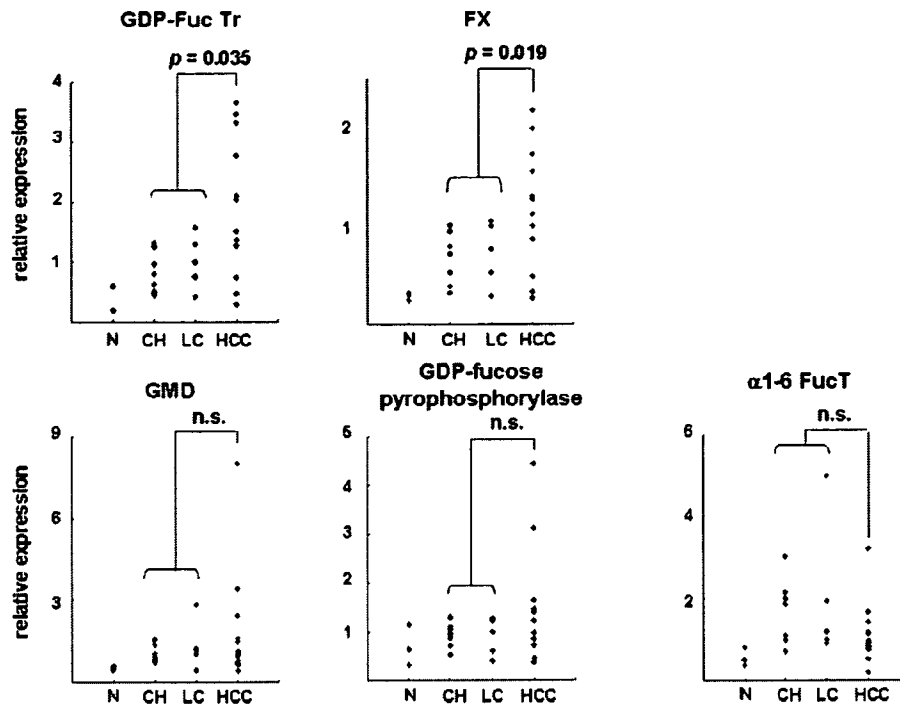 GDP-Fuc Tr
p = 0.035
relative expression
4
3
2
1
N CH LC HCC
FX
p = 0.019
2
1
0
N CH LC HCC
GMD
n.s.
relative expression
9
6
3
N CH LC HCC
GDP-fucose
pyrophosphorylase
n.s.
6
5
4
3
2
1
N CH LC HCC
α1-6 FucT
n.s.
6
4
2
N CH LC HCC